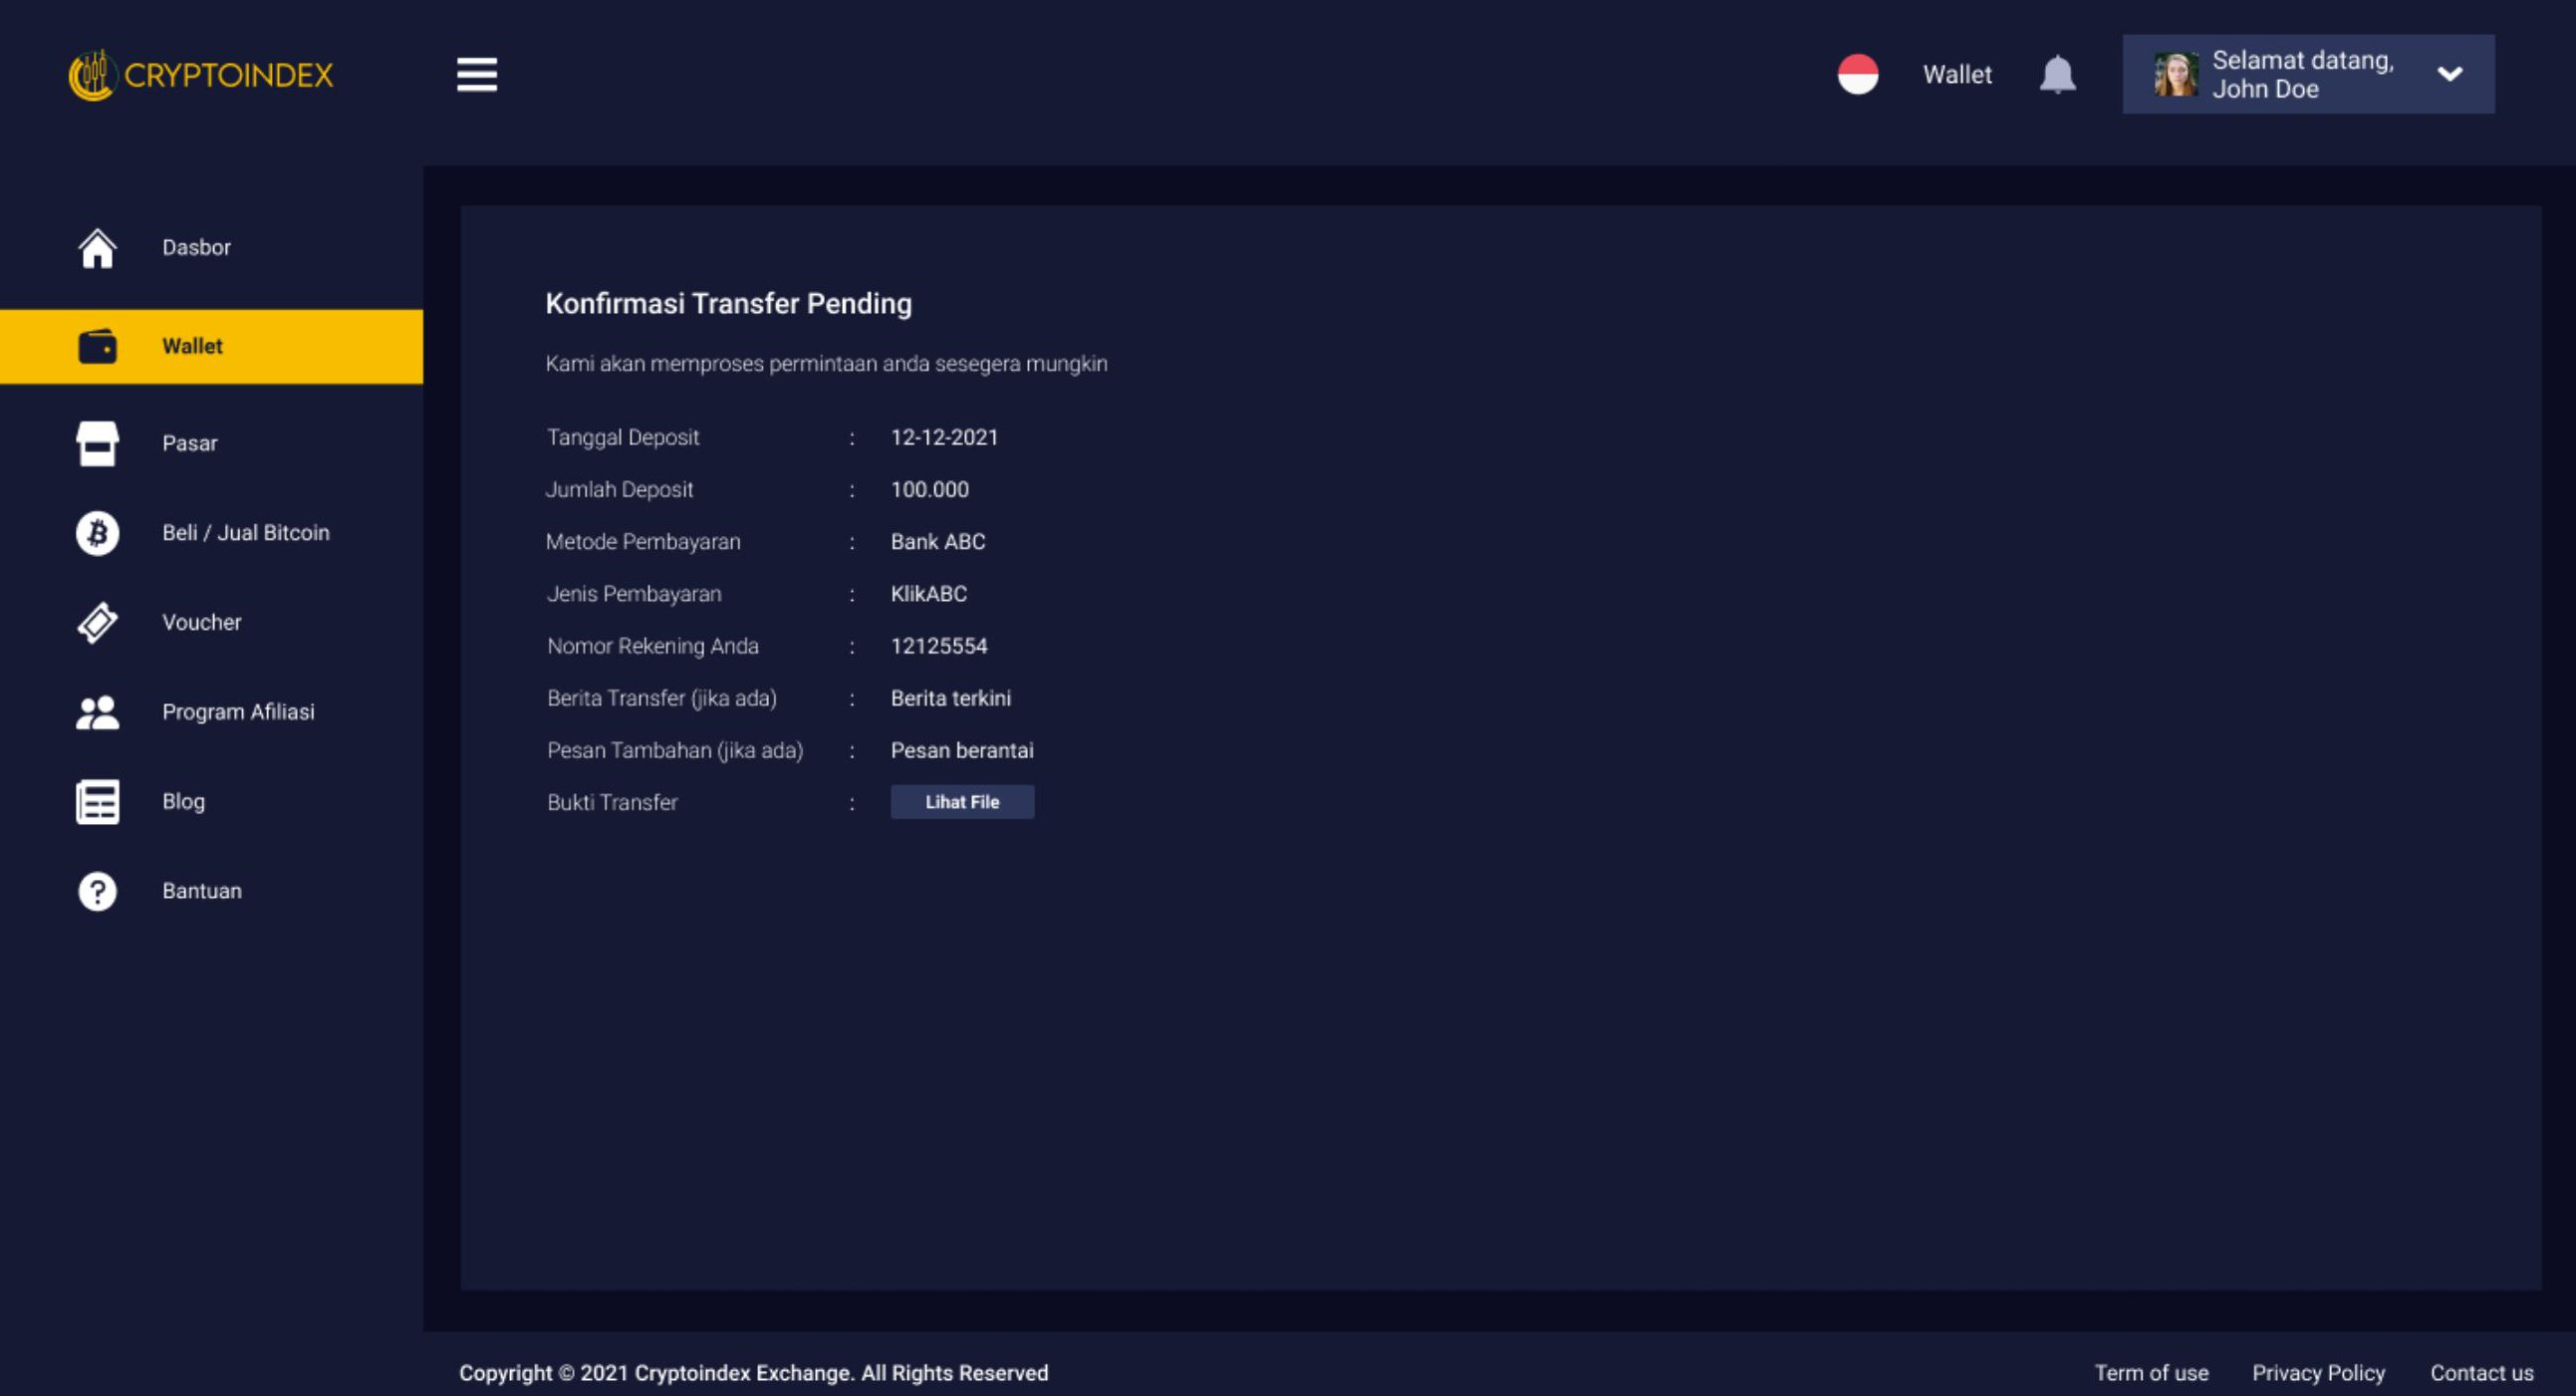 CRYPTOINDEX
Wallet
Selamat datang,
John Doe
Dasbor
Wallet
Pasar
Beli / Jual Bitcoin
Voucher
Program Afiliasi
Blog
Bantuan
Konfirmasi Transfer Pending
Kami akan memproses permintaan anda sesegera mungkin
Tanggal Deposit : 12-12-2021
Jumlah Deposit : 100.000
Metode Pembayaran : Bank ABC
Jenis Pembayaran : KlikABC
Nomor Rekening Anda : 12125554
Berita Transfer (jika ada) : Berita terkini
Pesan Tambahan (jika ada) : Pesan berantai
Bukti Transfer : Lihat File
Copyright © 2021 Cryptoindex Exchange. All Rights Reserved
Term of use Privacy Policy Contact us